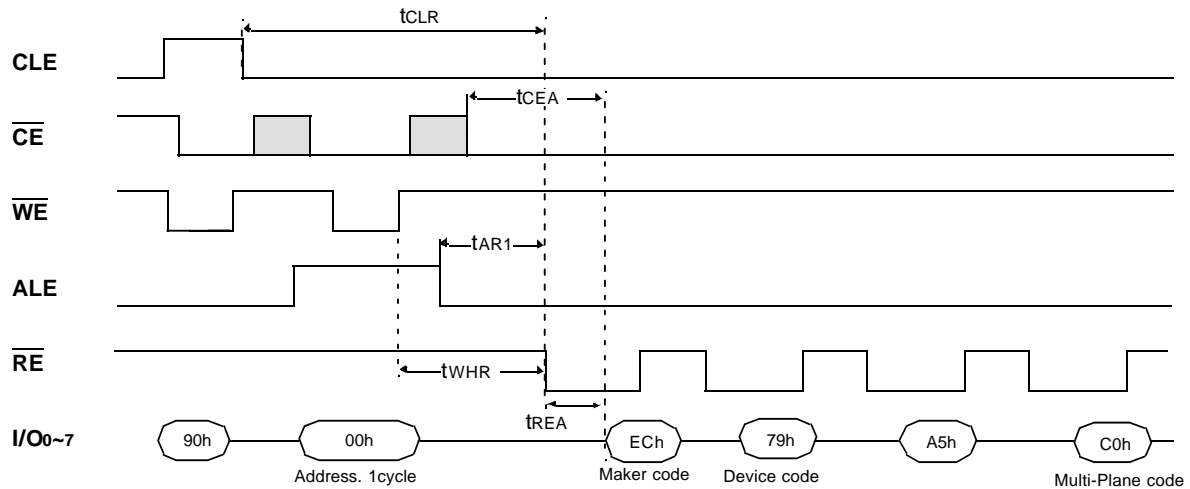 tCLR
CLE
tCEA
CE
WE
tAR1
ALE
RE
tWHR
tREA
I/O0~7
90h
00h
ECh
79h
A5h
C0h
Address. 1cycle
Maker code
Device code
Multi-Plane code